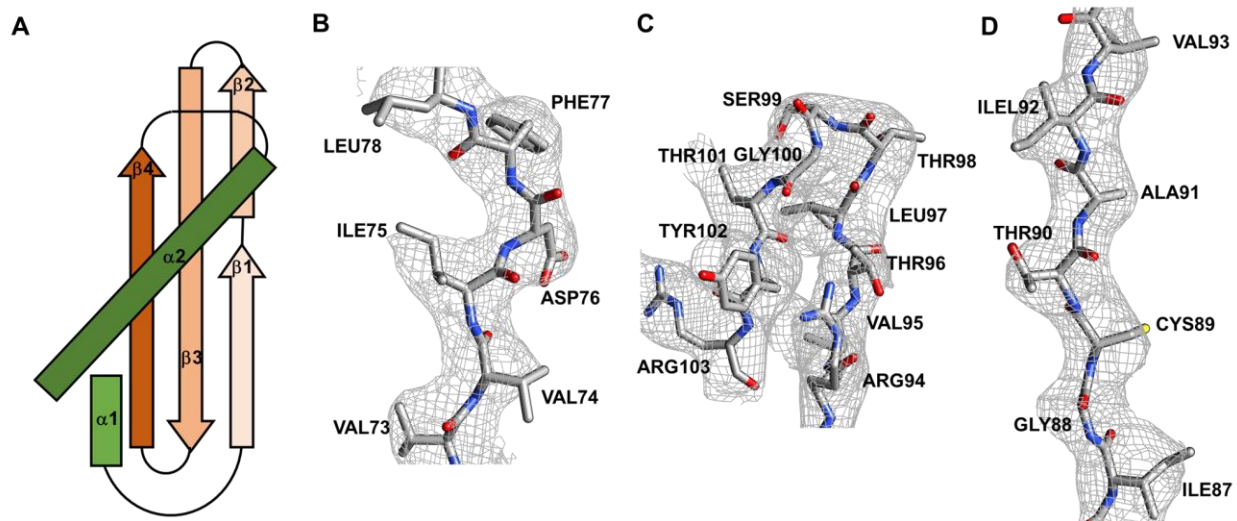 A
β2
β4
α2
β1
β3
α1
B
PHE77
LEU78
ILE75
ASP76
VAL74
VAL73
C
SER99
THR101
GLY100
THR98
LEU97
TYR102
THR96
VAL95
ARG103
ARG94
D
VAL93
ILEL92
ALA91
THR90
CYS89
GLY88
ILE87